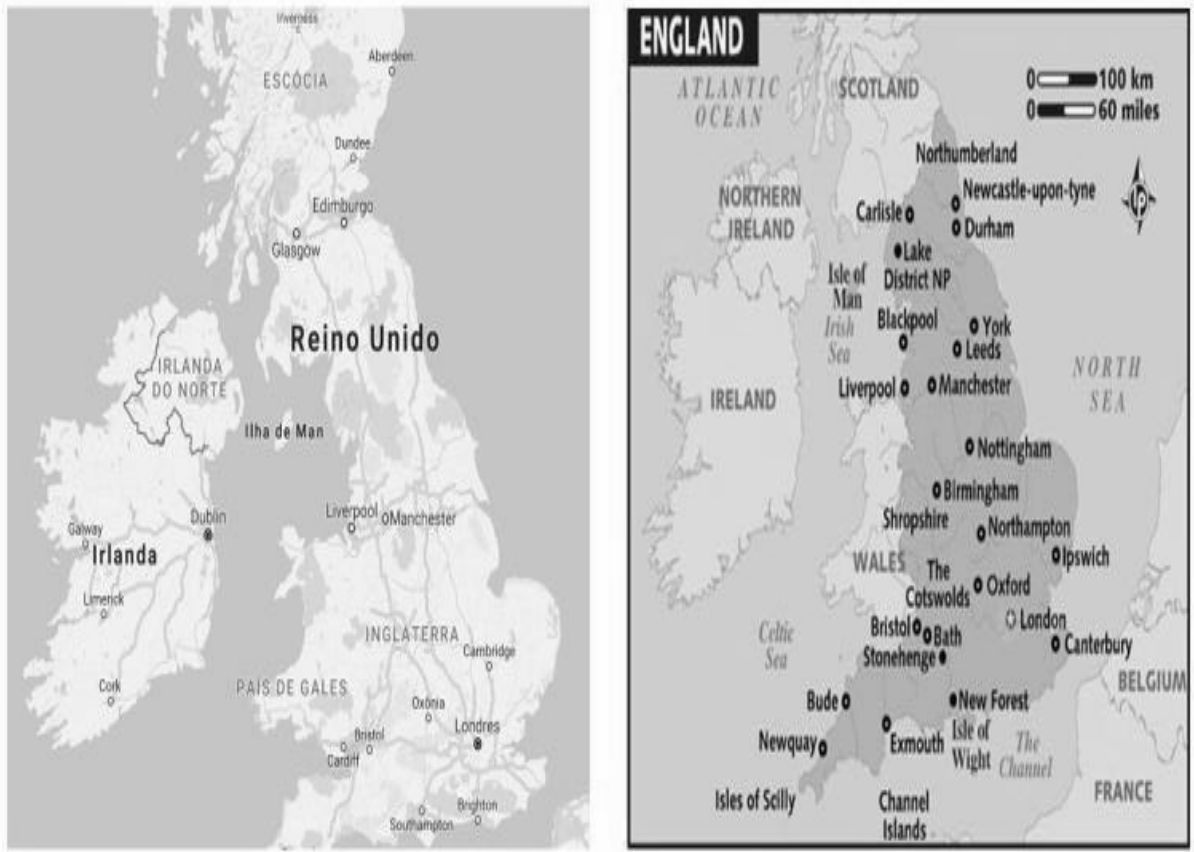 Inverness
Aberdeen
ESCÓCIA
Dundee
Edimburgo
Glasgow
Reino Unido
IRLANDA
DO NORTE
Ilha de Man
Dublin
Liverpool
Manchester
Galway
Irlanda
Limerick
INGLATERRA
Cambridge
Cork
PAÍS DE GALES
Oxónia
Londres
Bristol
Cardiff
Brighton
Southampton
ENGLAND
ATLANTIC
OCEAN
SCOTLAND
0 100 km
0 60 miles
Northumberland
Newcastle-upon-tyne
NORTHERN
IRELAND
Carlisle
Durham
Lake
District NP
Isle of
Man
Irish
Sea
Blackpool
York
Leeds
NORTH
SEA
Liverpool
Manchester
IRELAND
Nottingham
Birmingham
Shropshire
Northampton
Ipswich
WALES
The
Cotswolds
Oxford
London
Bristol
Bath
Canterbury
Celtic
Sea
Stonehenge
BELGIUM
Bude
New Forest
Newquay
Exmouth
Isle of
Wight
The
Channel
Isles of Scilly
Channel
Islands
FRANCE